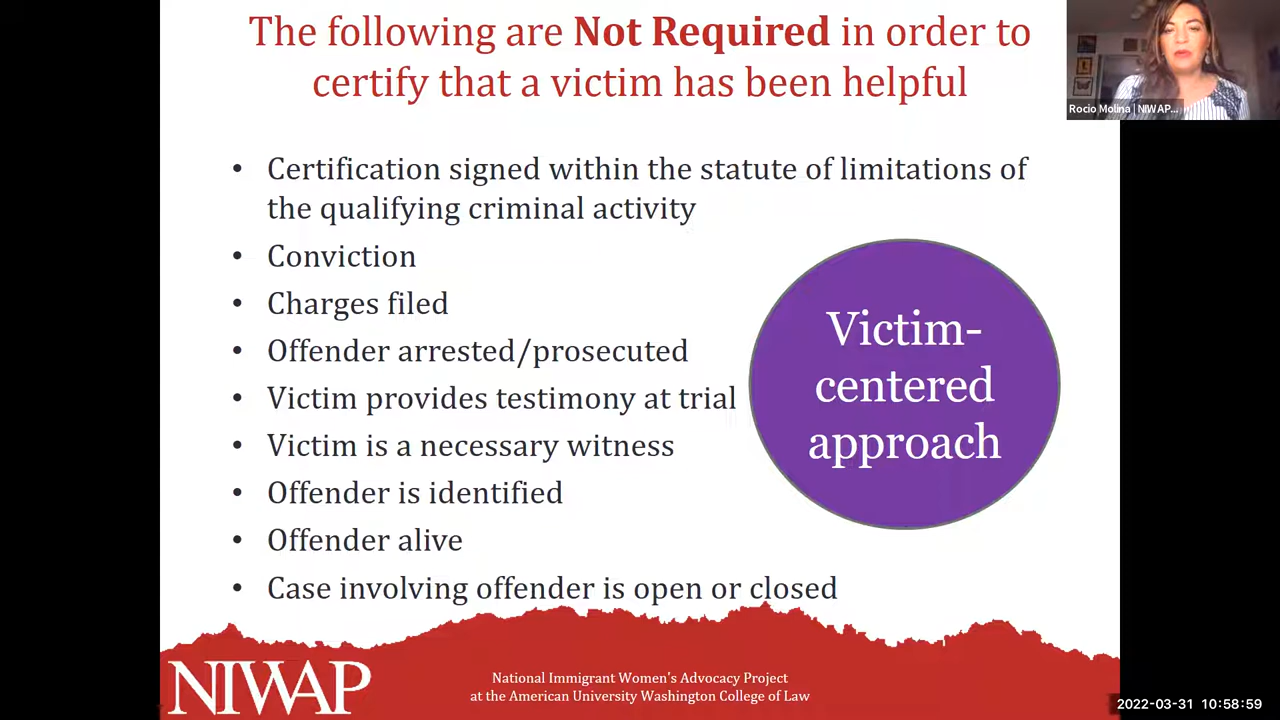 The following are Not Required in order to
certify that a victim has been helpful
Rocio Molina | NIWAP...
• Certification signed within the statute of limitations of
the qualifying criminal activity
• Conviction
• Charges filed
• Offender arrested/prosecuted
• Victim provides testimony at trial
• Victim is a necessary witness
• Offender is identified
• Offender alive
• Case involving offender is open or closed
Victim-
centered
approach
NIWAP
National Immigrant Women's Advocacy Project
at the American University Washington College of Law
2022-03-31 10:58:59